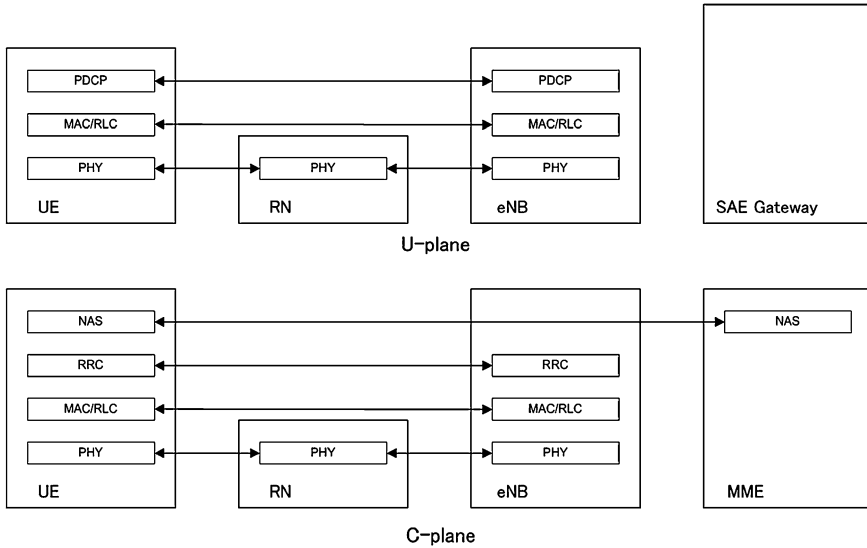 PDCP
PDCP
MAC/RLC
MAC/RLC
PHY
PHY
PHY
UE
RN
eNB
SAE Gateway
U-plane
NAS
NAS
RRC
RRC
MAC/RLC
MAC/RLC
PHY
PHY
PHY
UE
RN
eNB
MME
C-plane